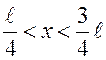 ℓ/4 < x < 3/4 ℓ